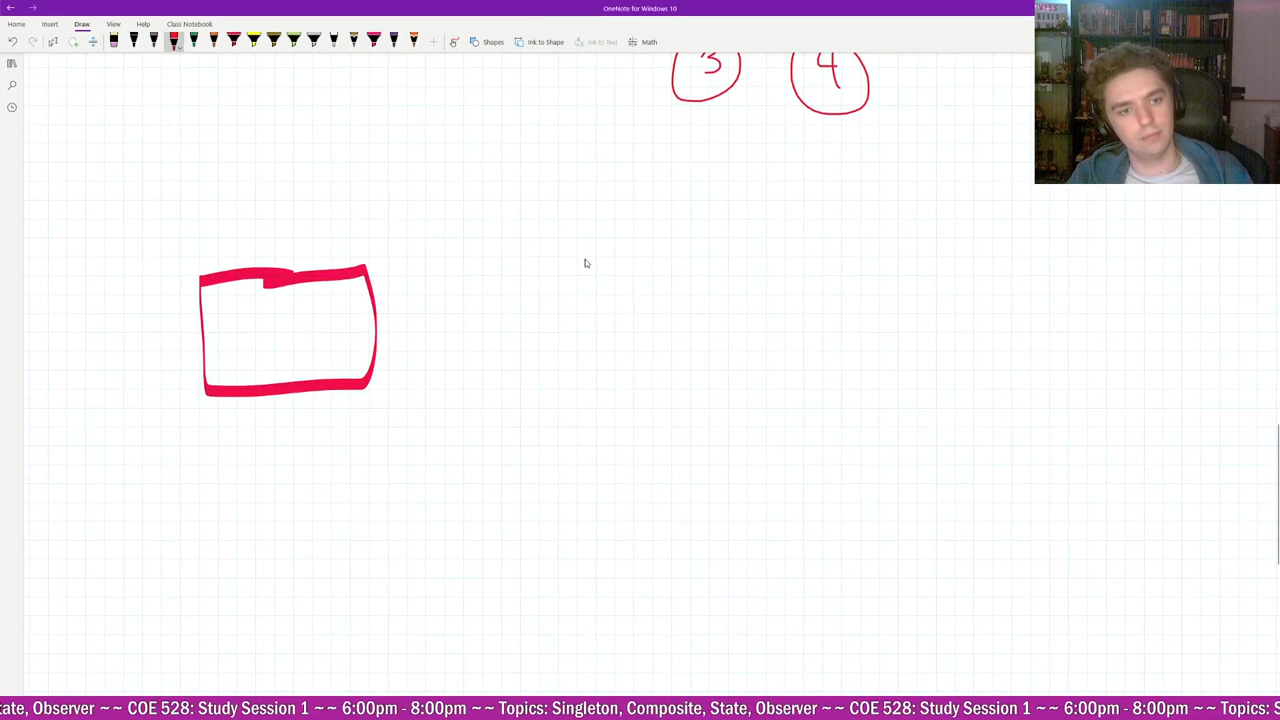 OneNote for Windows 10
Home Insert Draw View Help Class Notebook
Shapes Ink to Shape Ink to Text Math
3 4
tate, Observer ~~ COE 528: Study Session 1 ~~ 6:00pm - 8:00pm ~~ Topics: Singleton, Composite, State, Observer ~~ COE 528: Study Session 1 ~~ 6:00pm - 8:00pm ~~ Topics: S